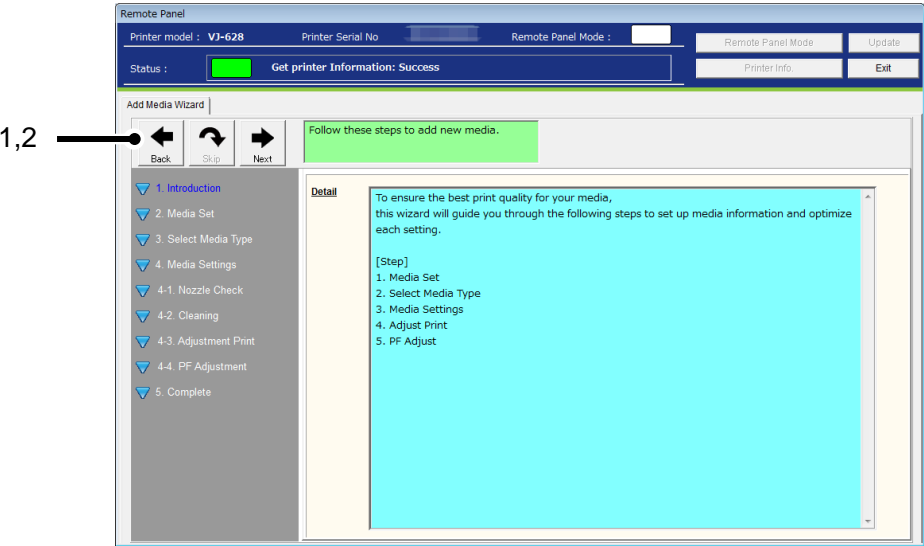 Remote Panel
Printer model : VJ-628 Printer Serial No Remote Panel Mode : Remote Panel Mode Update
Status : Get printer Information: Success Printer Info. Exit
Add Media Wizard
1,2
Back Skip Next
Follow these steps to add new media.
1. Introduction
2. Media Set
3. Select Media Type
4. Media Settings
4-1. Nozzle Check
4-2. Cleaning
4-3. Adjustment Print
4-4. PF Adjustment
5. Complete
Detail
To ensure the best print quality for your media,
this wizard will guide you through the following steps to set up media information and optimize
each setting.
[Step]
1. Media Set
2. Select Media Type
3. Media Settings
4. Adjust Print
5. PF Adjust